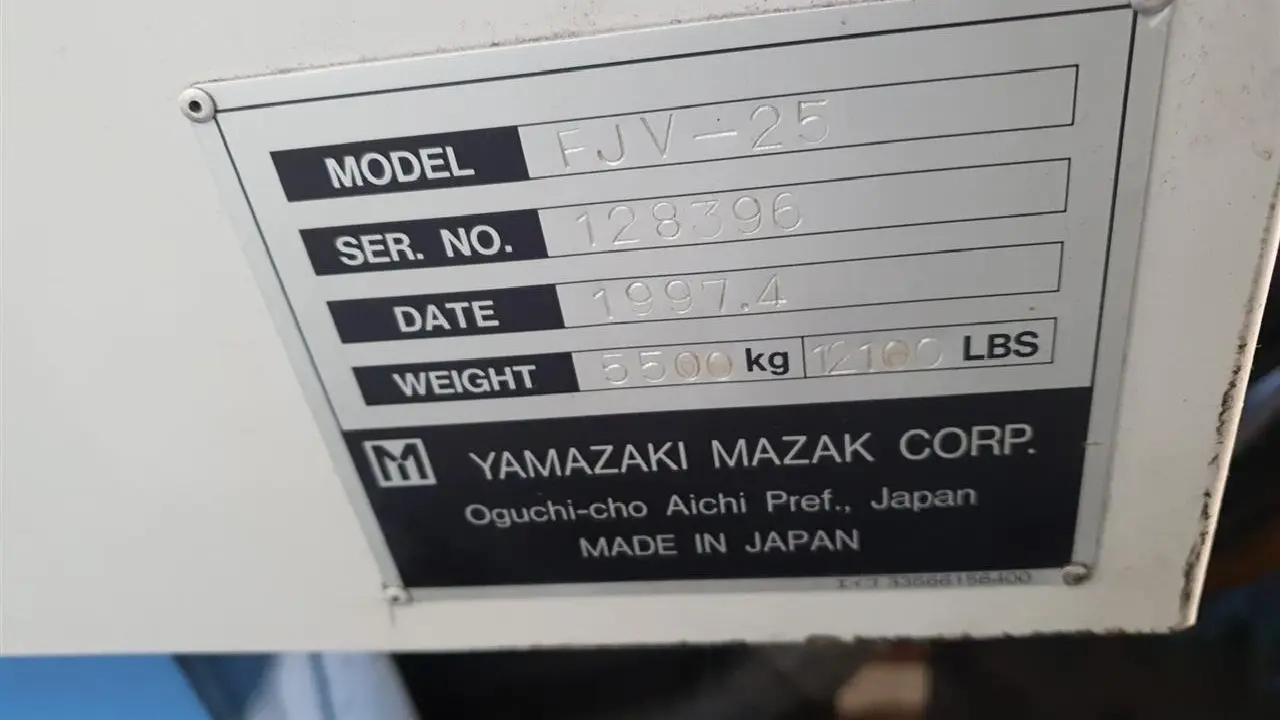 MODEL FJV-25
SER. NO. 128396
DATE 1997.4
WEIGHT 5500 kg 12100 LBS
YAMAZAKI MAZAK CORP.
Oguchi-cho Aichi Pref., Japan
MADE IN JAPAN